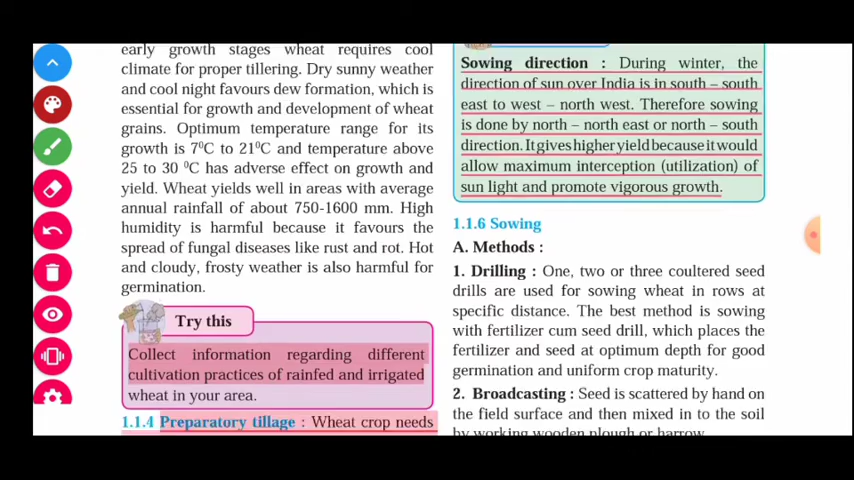 early growth stages wheat requires cool
climate for proper tillering. Dry sunny weather
and cool night favours dew formation, which is
essential for growth and development of wheat
grains. Optimum temperature range for its
growth is 7⁰C to 21⁰C and temperature above
25 to 30 ⁰C has adverse effect on growth and
yield. Wheat yields well in areas with average
annual rainfall of about 750-1600 mm. High
humidity is harmful because it favours the
spread of fungal diseases like rust and rot. Hot
and cloudy, frosty weather is also harmful for
germination.
Try this
Collect information regarding different
cultivation practices of rainfed and irrigated
wheat in your area.
1.1.4 Preparatory tillage : Wheat crop needs
Sowing direction : During winter, the
direction of sun over India is in south – south
east to west – north west. Therefore sowing
is done by north – north east or north – south
direction. It gives higher yield because it would
allow maximum interception (utilization) of
sun light and promote vigorous growth.
1.1.6 Sowing
A. Methods :
1. Drilling : One, two or three coultered seed
drills are used for sowing wheat in rows at
specific distance. The best method is sowing
with fertilizer cum seed drill, which places the
fertilizer and seed at optimum depth for good
germination and uniform crop maturity.
2. Broadcasting : Seed is scattered by hand on
the field surface and then mixed in to the soil
by working wooden plough or harrow.